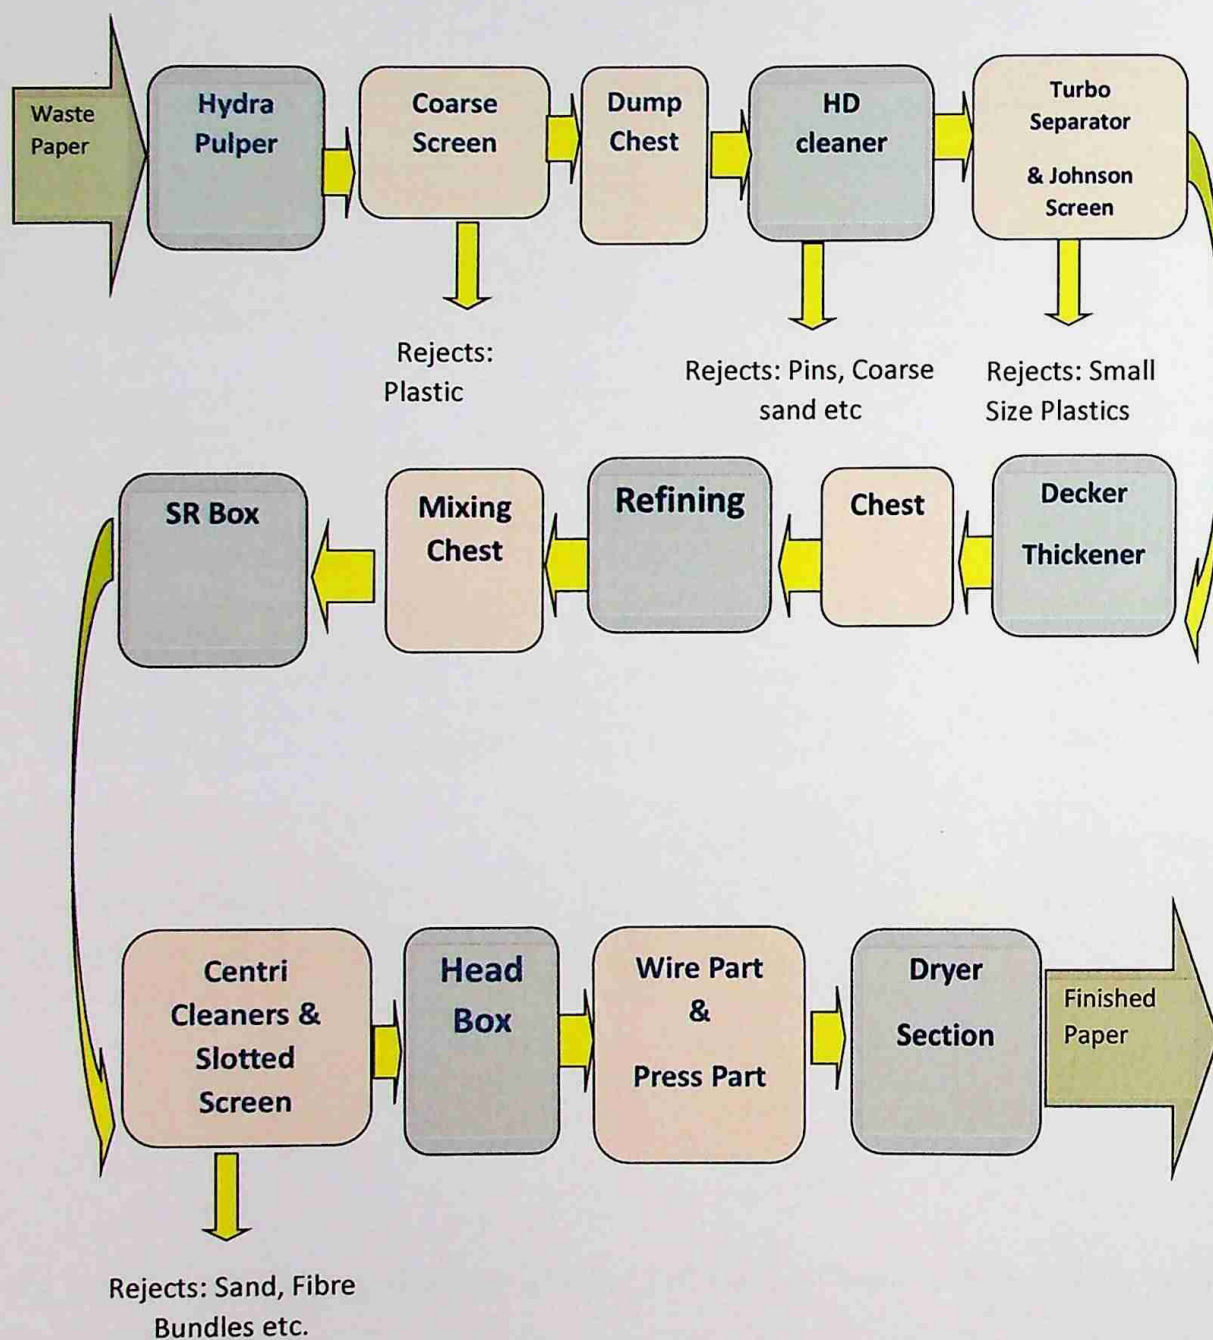 Waste
Paper
Hydra
Pulper
Coarse
Screen
Dump
Chest
HD
cleaner
Turbo
Separator
& Johnson
Screen
Rejects:
Plastic
Rejects: Pins, Coarse
sand etc
Rejects: Small
Size Plastics
Decker
Thickener
Chest
Refining
Mixing
Chest
SR Box
Centri
Cleaners &
Slotted
Screen
Head
Box
Wire Part
&
Press Part
Dryer
Section
Finished
Paper
Rejects: Sand, Fibre
Bundles etc.